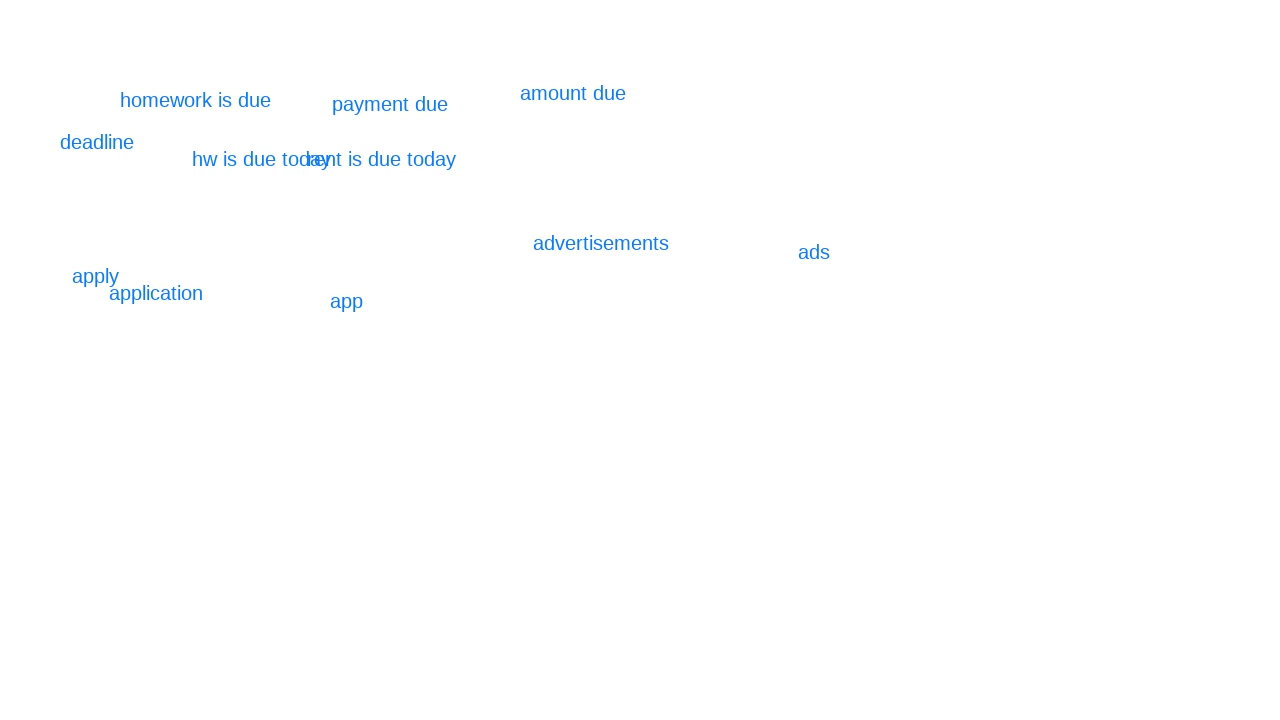 homework is due
payment due
amount due
deadline
hw is due today
rent is due today
advertisements
ads
apply
application
app